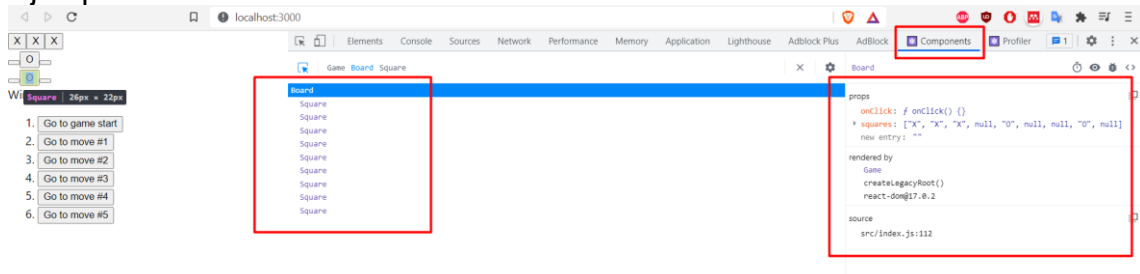 localhost:3000
X X X
O
O
Wi
Square | 26px × 22px
1. Go to game start
2. Go to move #1
3. Go to move #2
4. Go to move #3
5. Go to move #4
6. Go to move #5
Elements Console Sources Network Performance Memory Application Lighthouse Adblock Plus AdBlock Components Profiler 1
Game Board Square
Board
Square
Square
Square
Square
Square
Square
Square
Square
Square
Board
props
onClick: ƒ onClick() {}
squares: ["X", "X", "X", null, "O", null, null, "O", null]
new entry: ""
rendered by
Game
createLegacyRoot()
react-dom@17.0.2
source
src/index.js:112